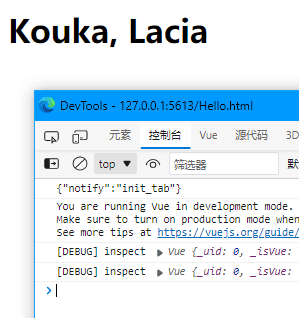 Kouka, Lacia
DevTools - 127.0.0.1:5613/Hello.html
元素 控制台 Vue 源代码 3D
top 筛选器 默
{"notify":"init_tab"}
You are running Vue in development mode.
Make sure to turn on production mode when
See more tips at https://vuejs.org/guide/
[DEBUG] inspect ▶ Vue {_uid: 0, _isVue:
[DEBUG] inspect ▶ Vue {_uid: 0, _isVue:
>